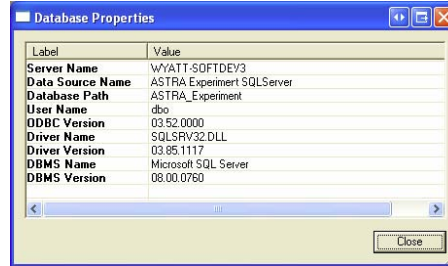 Database Properties
Label Value
Server Name WYATT-SOFTDEV3
Data Source Name ASTRA Experimert SQLServer
Database Path ASTRA_Experiment
User Name dbo
ODBC Version 03.52.0000
Driver Name SQLSRV32.DLL
Driver Version 03.85.1117
DBMS Name Microsoft SQL Server
DBMS Version 08.00.0760
Close